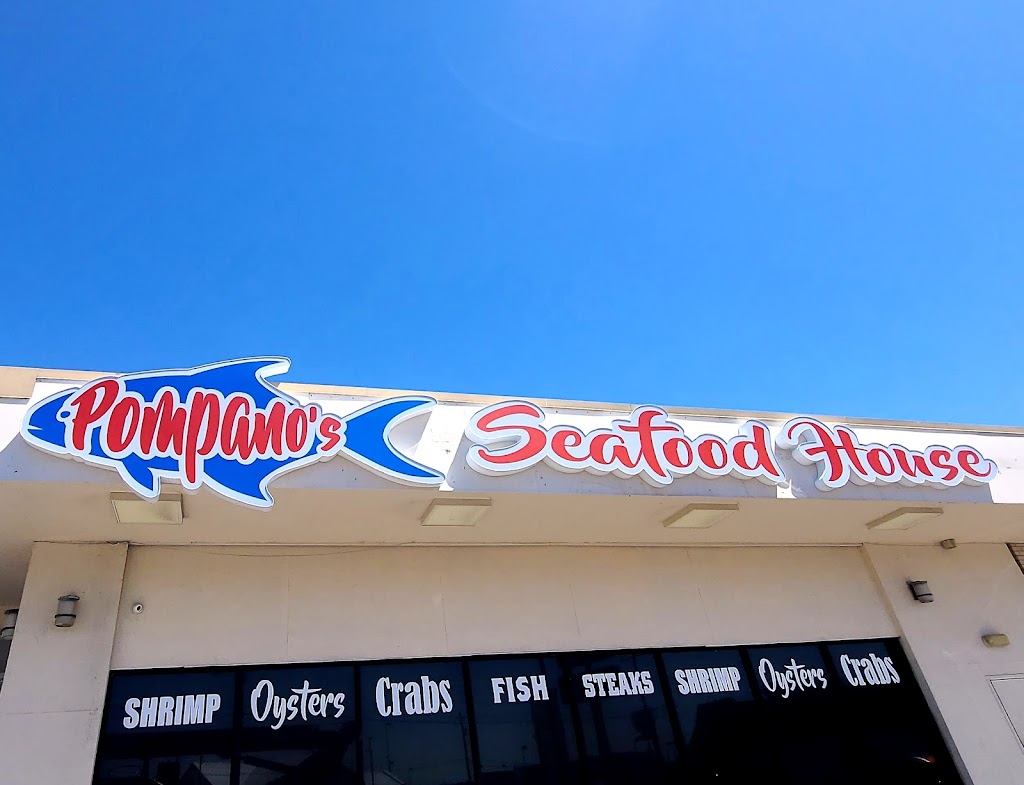 Pompano's Seafood House
SHRIMP Oysters Crabs FISH STEAKS SHRIMP Oysters Crabs